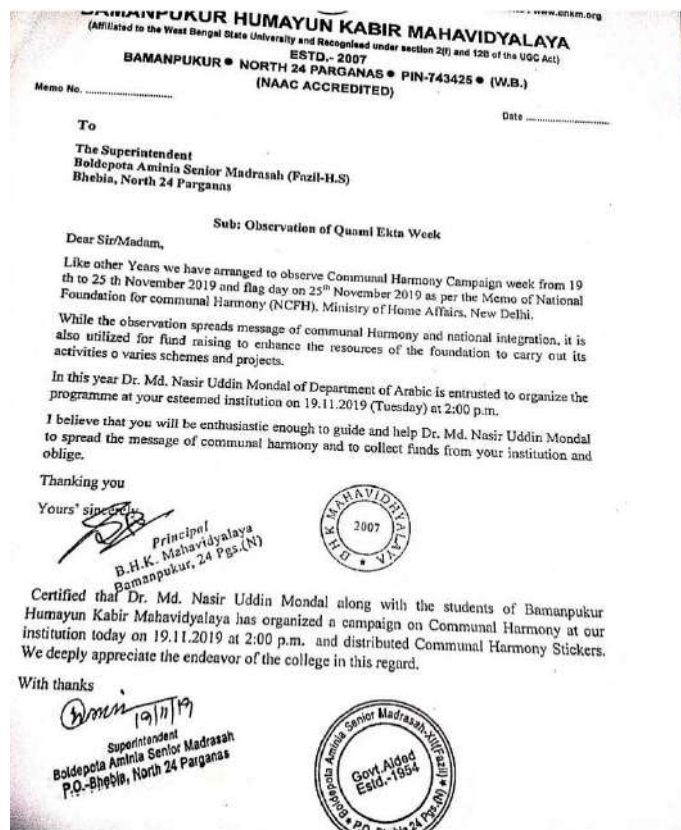 www.bhkm.org
BAMANPUKUR HUMAYUN KABIR MAHAVIDYALAYA
(Affiliated to the West Bengal State University and Recognised under section 2(f) and 12B of the UGC Act)
ESTD.- 2007
BAMANPUKUR ● NORTH 24 PARGANAS ● PIN-743425 ● (W.B.)
(NAAC ACCREDITED)
Memo No. ..............................
Date ..............................
To
The Superintendent
Boldepota Aminia Senior Madrasah (Fazil-H.S)
Bhebia, North 24 Parganas
Sub: Observation of Quami Ekta Week
Dear Sir/Madam,
Like other Years we have arranged to observe Communal Harmony Campaign week from 19
th to 25 th November 2019 and flag day on 25th November 2019 as per the Memo of National
Foundation for communal Harmony (NCFH). Ministry of Home Affairs, New Delhi.
While the observation spreads message of communal Harmony and national integration, it is
also utilized for fund raising to enhance the resources of the foundation to carry out its
activities o varies schemes and projects.
In this year Dr. Md. Nasir Uddin Mondal of Department of Arabic is entrusted to organize the
programme at your esteemed institution on 19.11.2019 (Tuesday) at 2:00 p.m.
I believe that you will be enthusiastic enough to guide and help Dr. Md. Nasir Uddin Mondal
to spread the message of communal harmony and to collect funds from your institution and
oblige.
Thanking you
Yours' sincerely
Principal
B.H.K. Mahavidyalaya
Bamanpukur, 24 Pgs.(N)
B H K MAHAVIDHYALAYA
2007
Certified that Dr. Md. Nasir Uddin Mondal along with the students of Bamanpukur
Humayun Kabir Mahavidyalaya has organized a campaign on Communal Harmony at our
institution today on 19.11.2019 at 2:00 p.m. and distributed Communal Harmony Stickers.
We deeply appreciate the endeavor of the college in this regard.
With thanks
19/11/19
Superintendent
Boldepota Aminia Senior Madrasah
P.O.-Bhebia, North 24 Parganas
Boldepota Aminia Senior Madrasah-XII(Fazil)
Govt.Aided
Estd.-1954
24 Pgs.(N)